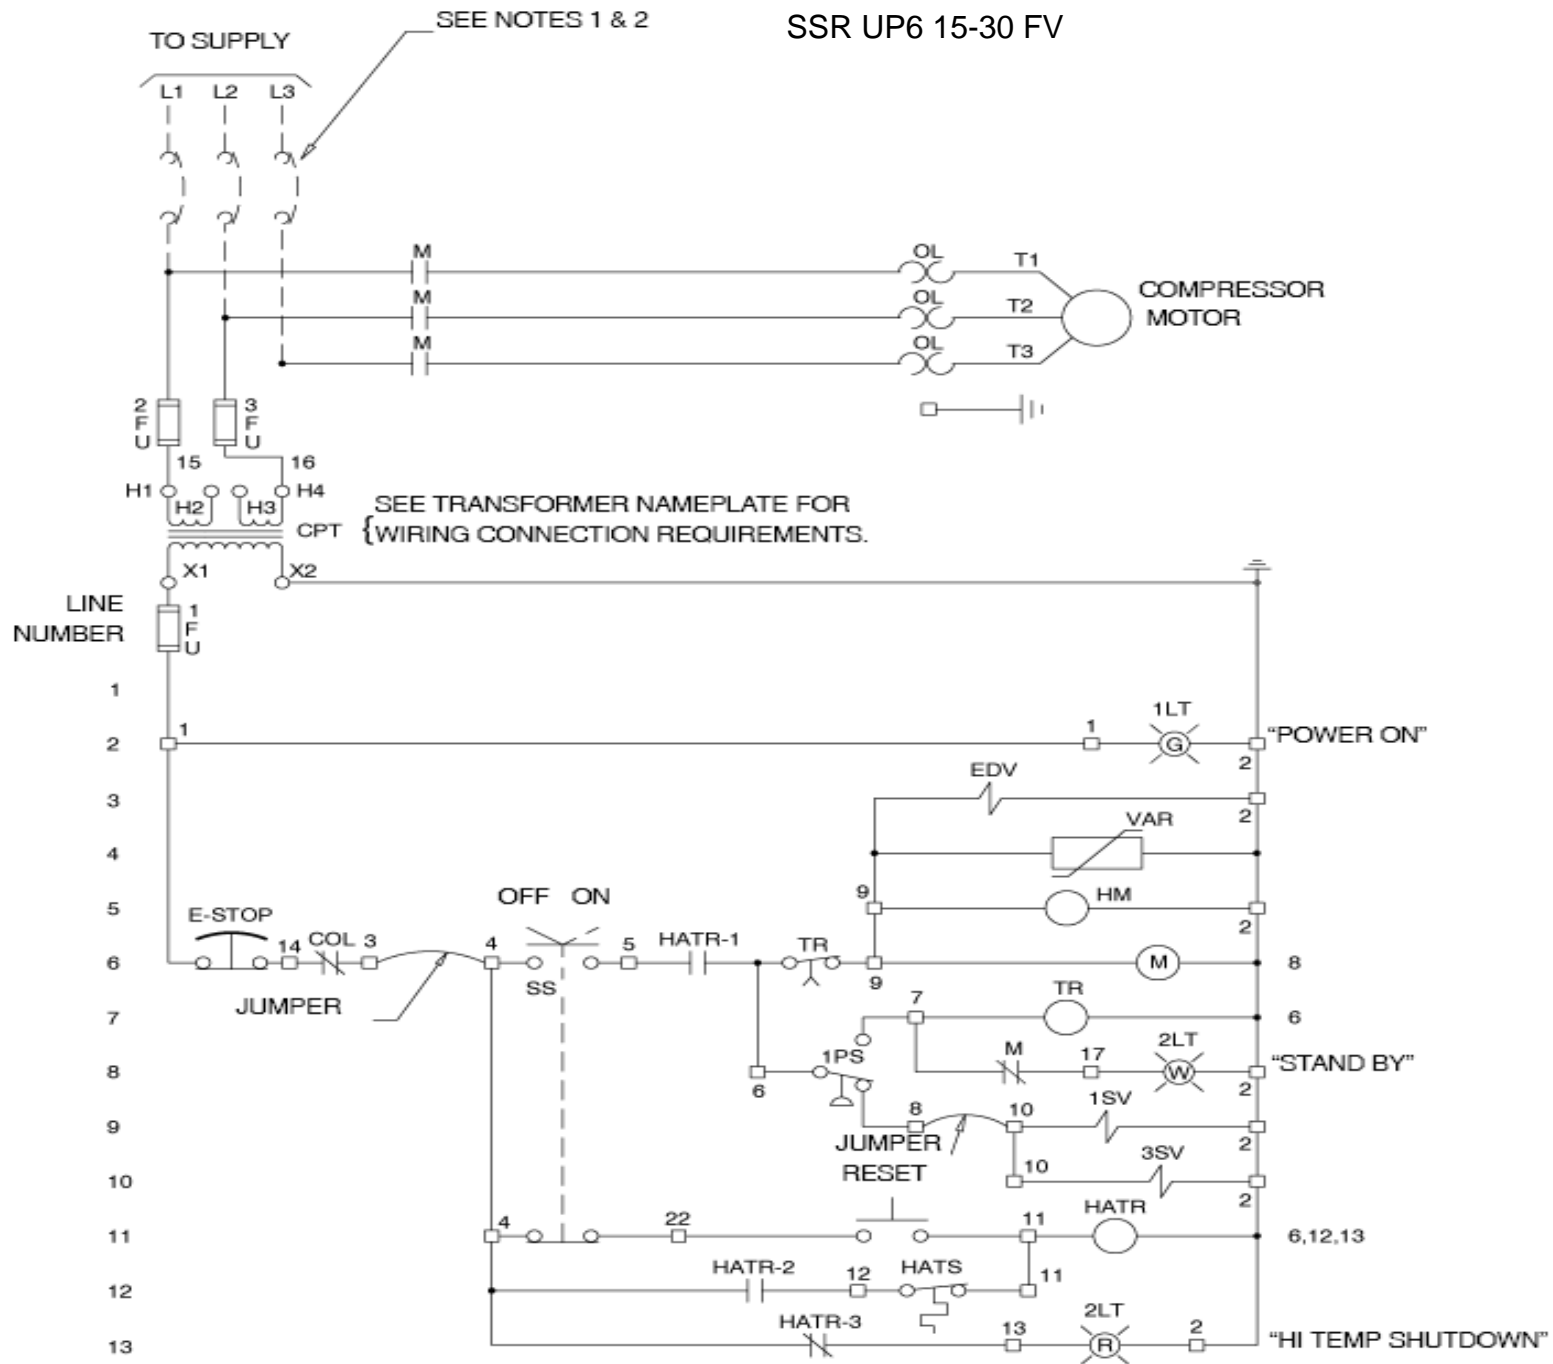 SEE NOTES 1 & 2
SSR UP6 15-30 FV
TO SUPPLY
L1 L2 L3
M OL T1
COMPRESSOR
MOTOR
M OL T2
M OL T3
2FU 3FU
15 16
H1 H2 H3 H4
SEE TRANSFORMER NAMEPLATE FOR
CPT {WIRING CONNECTION REQUIREMENTS.
X1 X2
LINE
NUMBER
1FU
1
1LT
2 1 1 G 2 “POWER ON”
EDV
3 2
VAR
4
OFF ON
5 9 HM 2
E-STOP
6 14 COL 3 4 SS 5 HATR-1 TR 9 M 8
JUMPER
7 7 TR 6
8 6 1PS M 17 2LT W 2 “STAND BY”
9 8 10 1SV 2
JUMPER
RESET
10 10 3SV 2
11 4 22 11 HATR 6,12,13
12 HATR-2 12 HATS 11
13 HATR-3 13 2LT R 2 “HI TEMP SHUTDOWN”